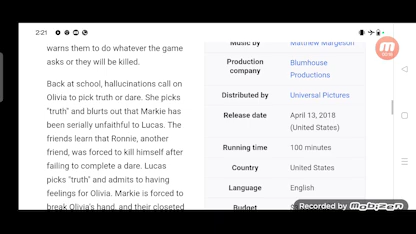 2:21
warns them to do whatever the game
asks or they will be killed.
Back at school, hallucinations call on
Olivia to pick truth or dare. She picks
"truth" and blurts out that Markie has
been serially unfaithful to Lucas. The
friends learn that Ronnie, another
friend, was forced to kill himself after
failing to complete a dare. Lucas
picks "truth" and admits to having
feelings for Olivia. Markie is forced to
break Olivia's hand, and their closeted
Music by Matthew Margeson
Production company Blumhouse Productions
Distributed by Universal Pictures
Release date April 13, 2018 (United States)
Running time 100 minutes
Country United States
Language English
Budget
Recorded by Mobizen